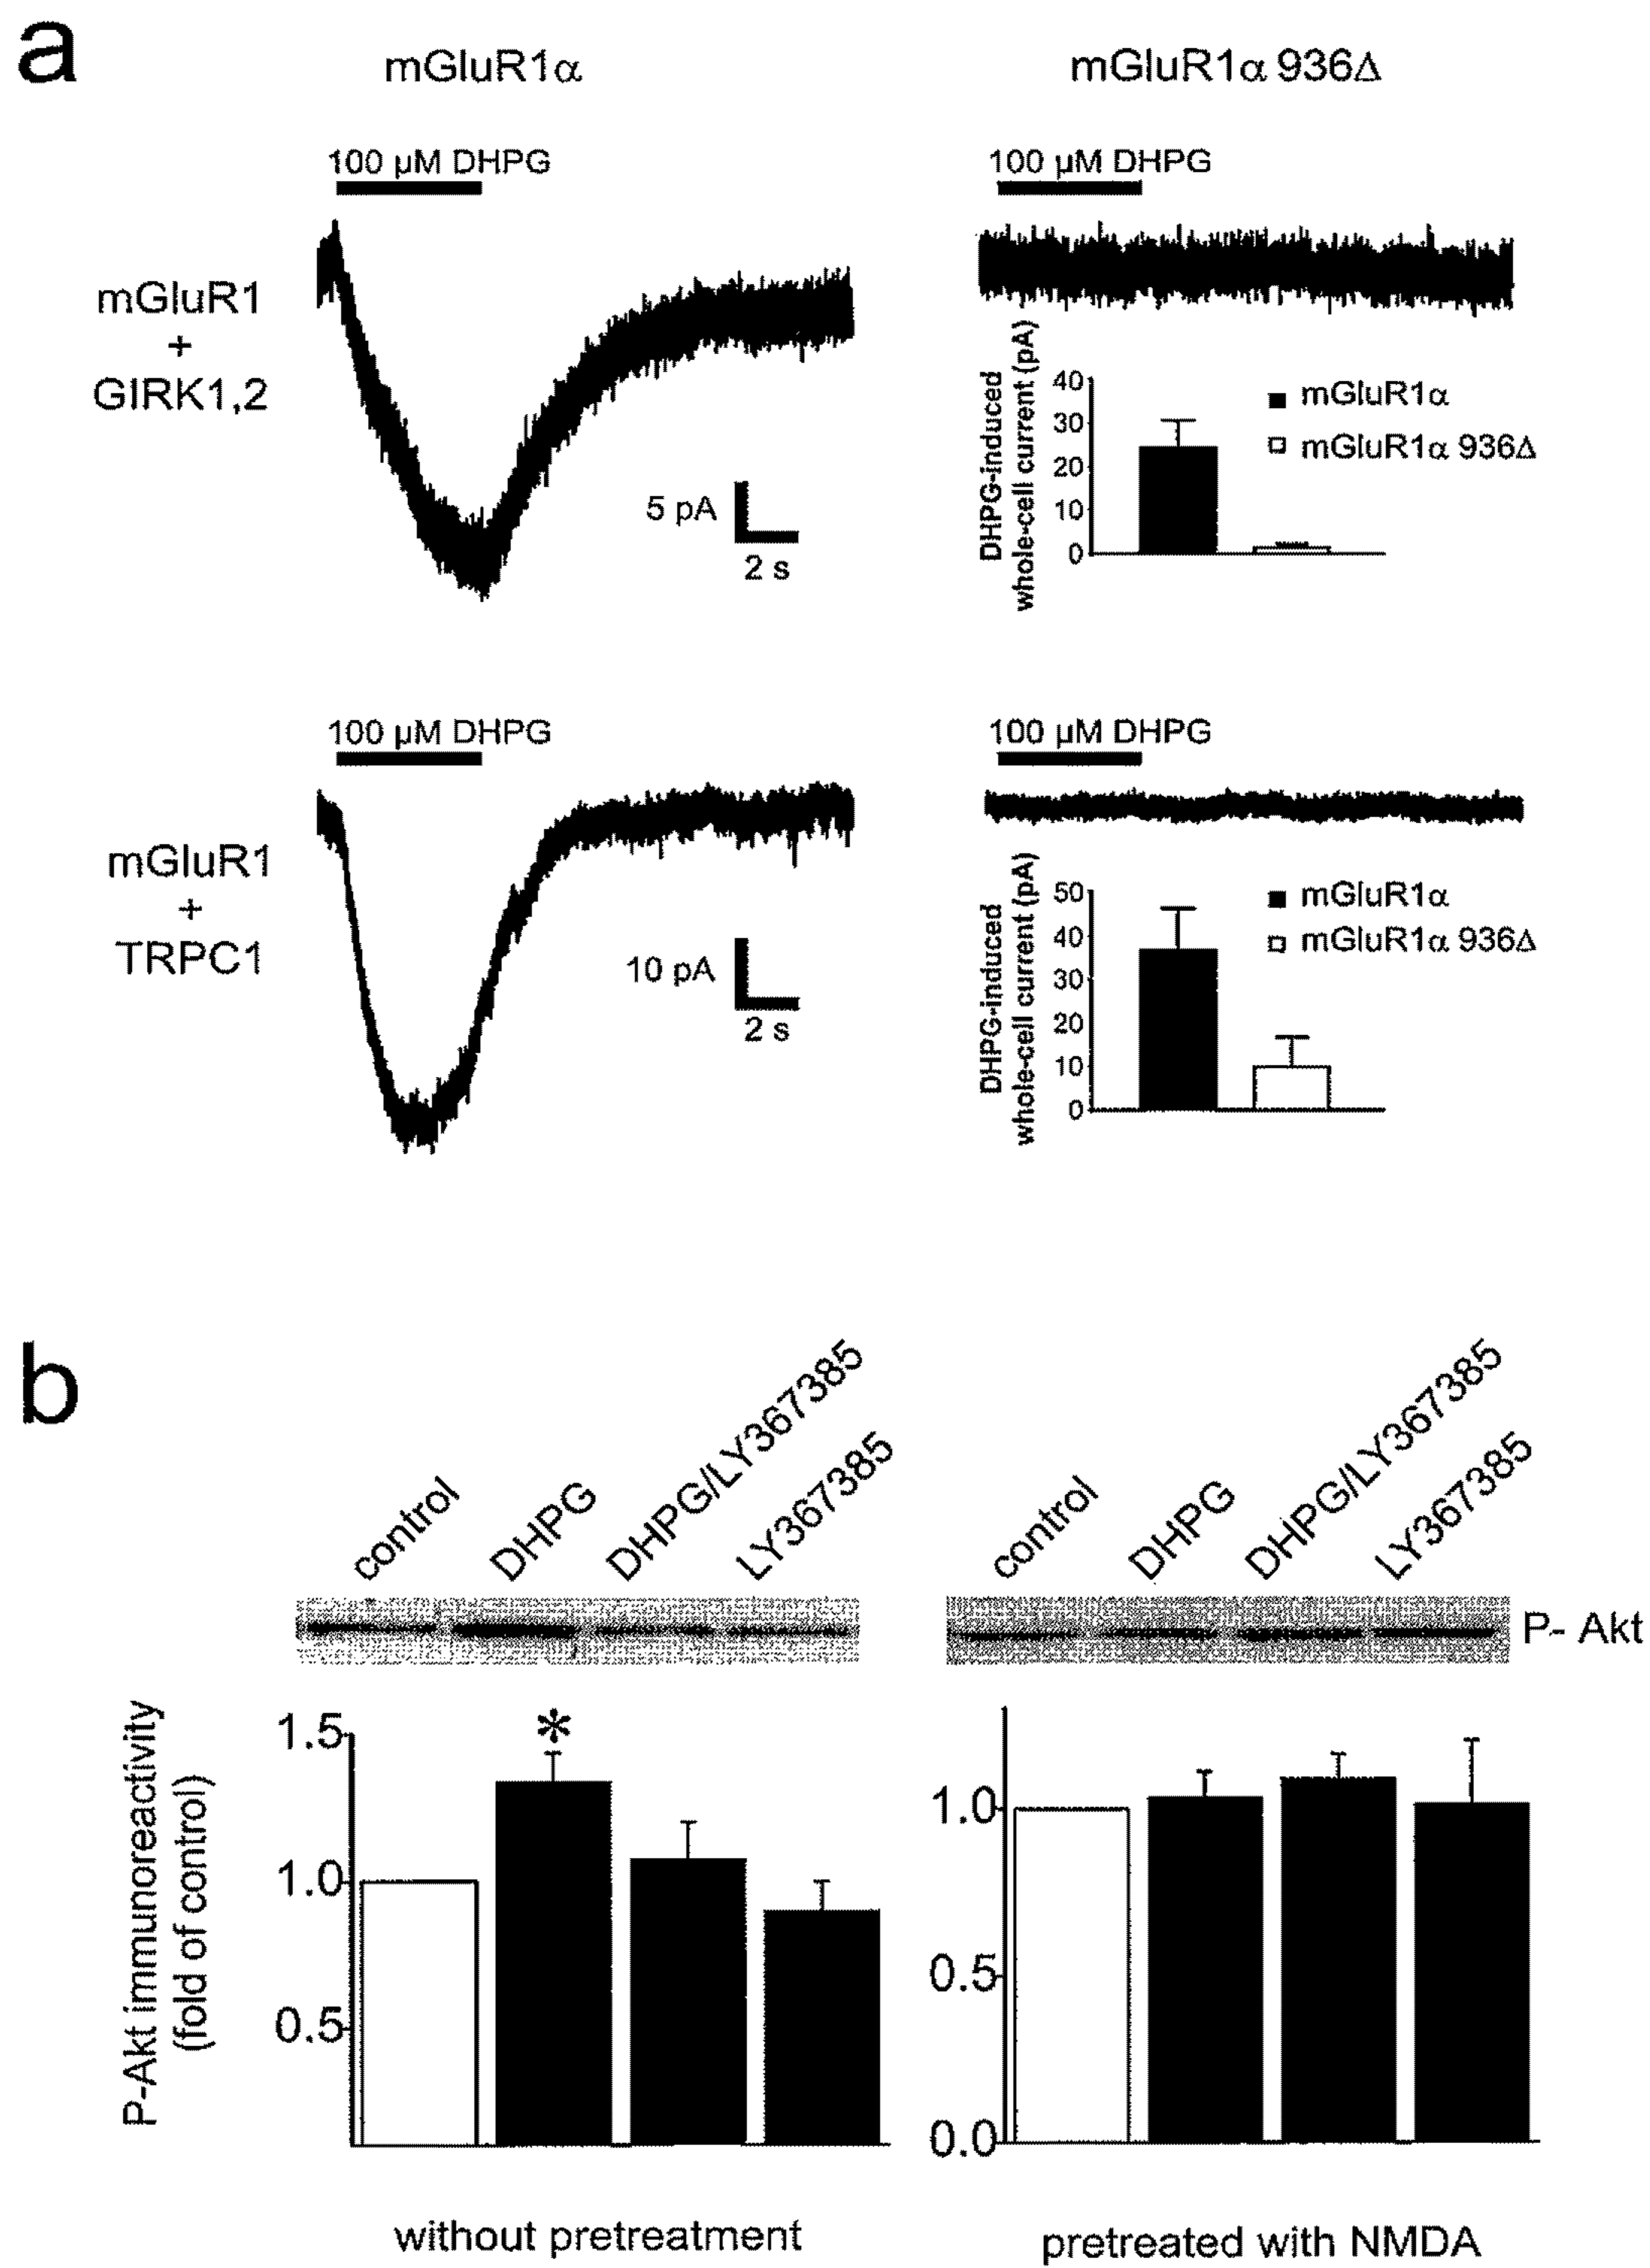 a
mGluR1α
mGluR1α 936Δ
100 µM DHPG
100 µM DHPG
mGluR1
+
GIRK1,2
5 pA
2 s
DHPG-induced
whole-cell current (pA)
40
30
20
10
0
mGluR1α
mGluR1α 936Δ
100 µM DHPG
100 µM DHPG
mGluR1
+
TRPC1
10 pA
2 s
DHPG-induced
whole-cell current (pA)
50
40
30
20
10
0
mGluR1α
mGluR1α 936Δ
b
control
DHPG
DHPG/LY367385
LY367385
control
DHPG
DHPG/LY367385
LY367385
P- Akt
P-Akt immunoreactivity
(fold of control)
1.5
1.0
0.5
*
1.0
0.5
0.0
without pretreatment
pretreated with NMDA